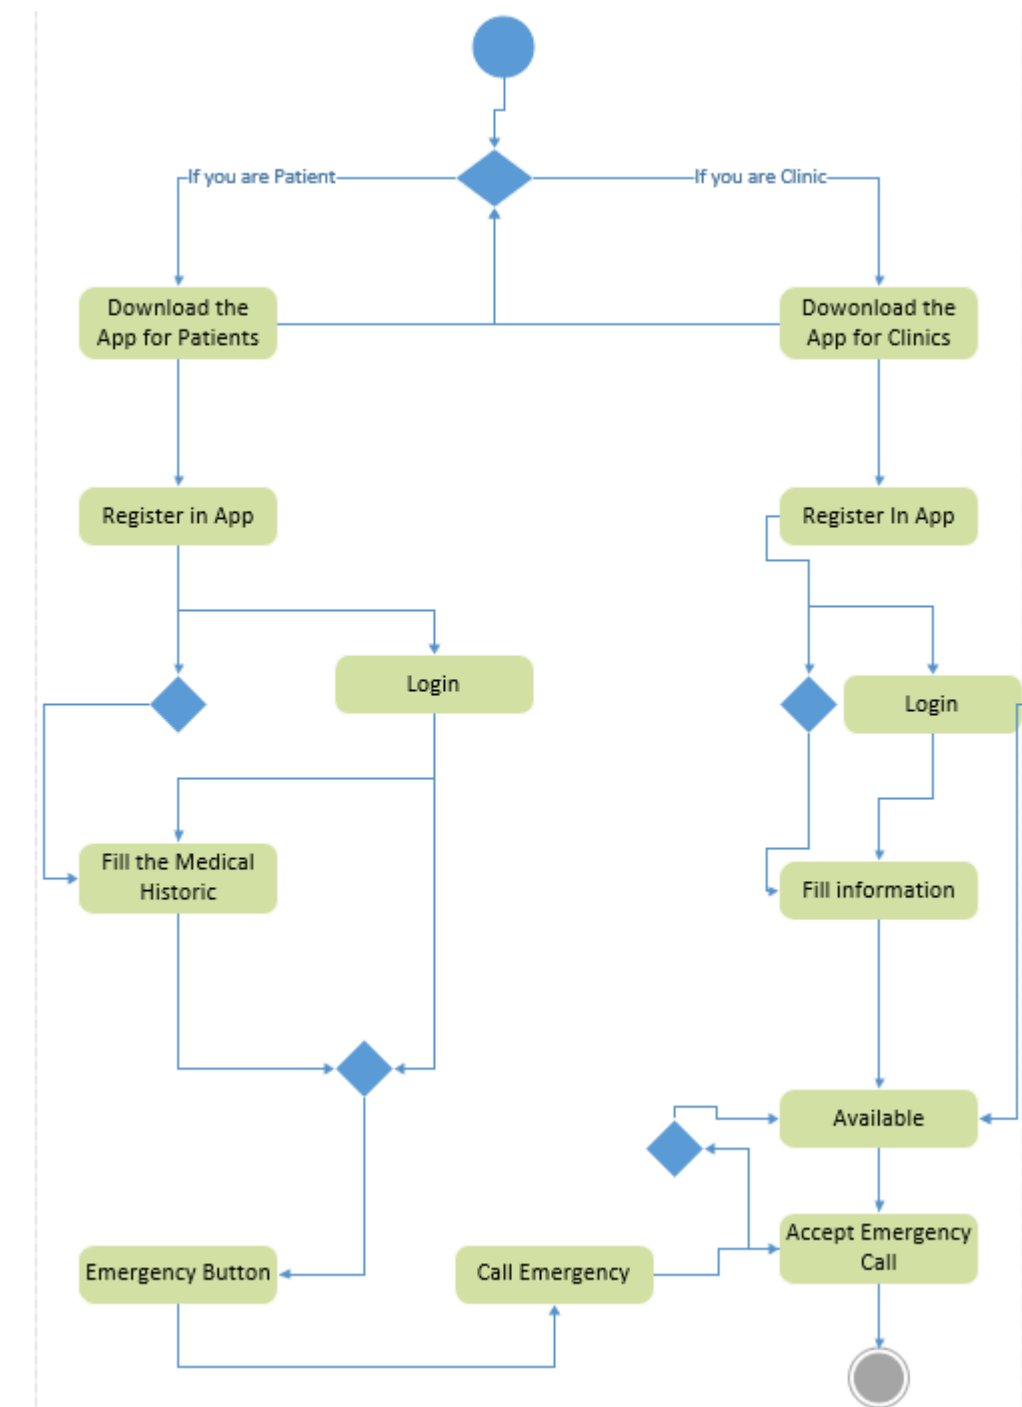 If you are Patient
If you are Clinic
Download the
App for Patients
Dowonload the
App for Clinics
Register in App
Register In App
Login
Login
Fill the Medical
Historic
Fill information
Available
Accept Emergency
Call
Emergency Button
Call Emergency